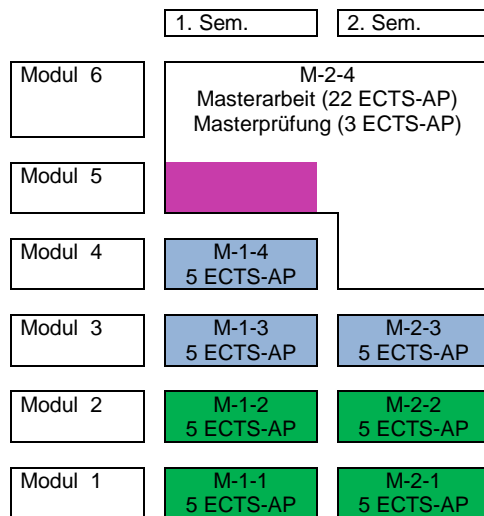 1. Sem.
2. Sem.
Modul 6
M-2-4
Masterarbeit (22 ECTS-AP)
Masterprüfung (3 ECTS-AP)
Modul 5
Modul 4
M-1-4
5 ECTS-AP
Modul 3
M-1-3
5 ECTS-AP
M-2-3
5 ECTS-AP
Modul 2
M-1-2
5 ECTS-AP
M-2-2
5 ECTS-AP
Modul 1
M-1-1
5 ECTS-AP
M-2-1
5 ECTS-AP